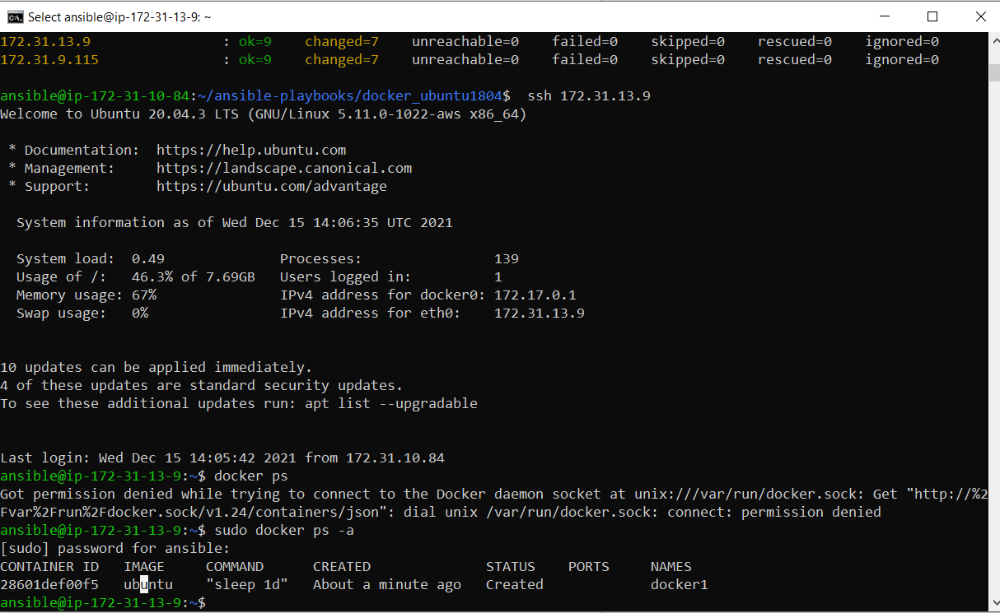 Select ansible@ip-172-31-13-9: ~
172.31.13.9                : ok=9    changed=7    unreachable=0    failed=0    skipped=0    rescued=0    ignored=0
172.31.9.115               : ok=9    changed=7    unreachable=0    failed=0    skipped=0    rescued=0    ignored=0
ansible@ip-172-31-10-84:~/ansible-playbooks/docker_ubuntu1804$  ssh 172.31.13.9
Welcome to Ubuntu 20.04.3 LTS (GNU/Linux 5.11.0-1022-aws x86_64)
 * Documentation:  https://help.ubuntu.com
 * Management:     https://landscape.canonical.com
 * Support:        https://ubuntu.com/advantage
  System information as of Wed Dec 15 14:06:35 UTC 2021
  System load:  0.49              Processes:                139
  Usage of /:   46.3% of 7.69GB   Users logged in:          1
  Memory usage: 67%               IPv4 address for docker0: 172.17.0.1
  Swap usage:   0%                IPv4 address for eth0:    172.31.13.9
10 updates can be applied immediately.
4 of these updates are standard security updates.
To see these additional updates run: apt list --upgradable
Last login: Wed Dec 15 14:05:42 2021 from 172.31.10.84
ansible@ip-172-31-13-9:~$ docker ps
Got permission denied while trying to connect to the Docker daemon socket at unix:///var/run/docker.sock: Get "http://%2
Fvar%2Frun%2Fdocker.sock/v1.24/containers/json": dial unix /var/run/docker.sock: connect: permission denied
ansible@ip-172-31-13-9:~$ sudo docker ps -a
[sudo] password for ansible:
CONTAINER ID   IMAGE     COMMAND      CREATED              STATUS    PORTS     NAMES
28601def00f5   ubuntu    "sleep 1d"   About a minute ago   Created             docker1
ansible@ip-172-31-13-9:~$